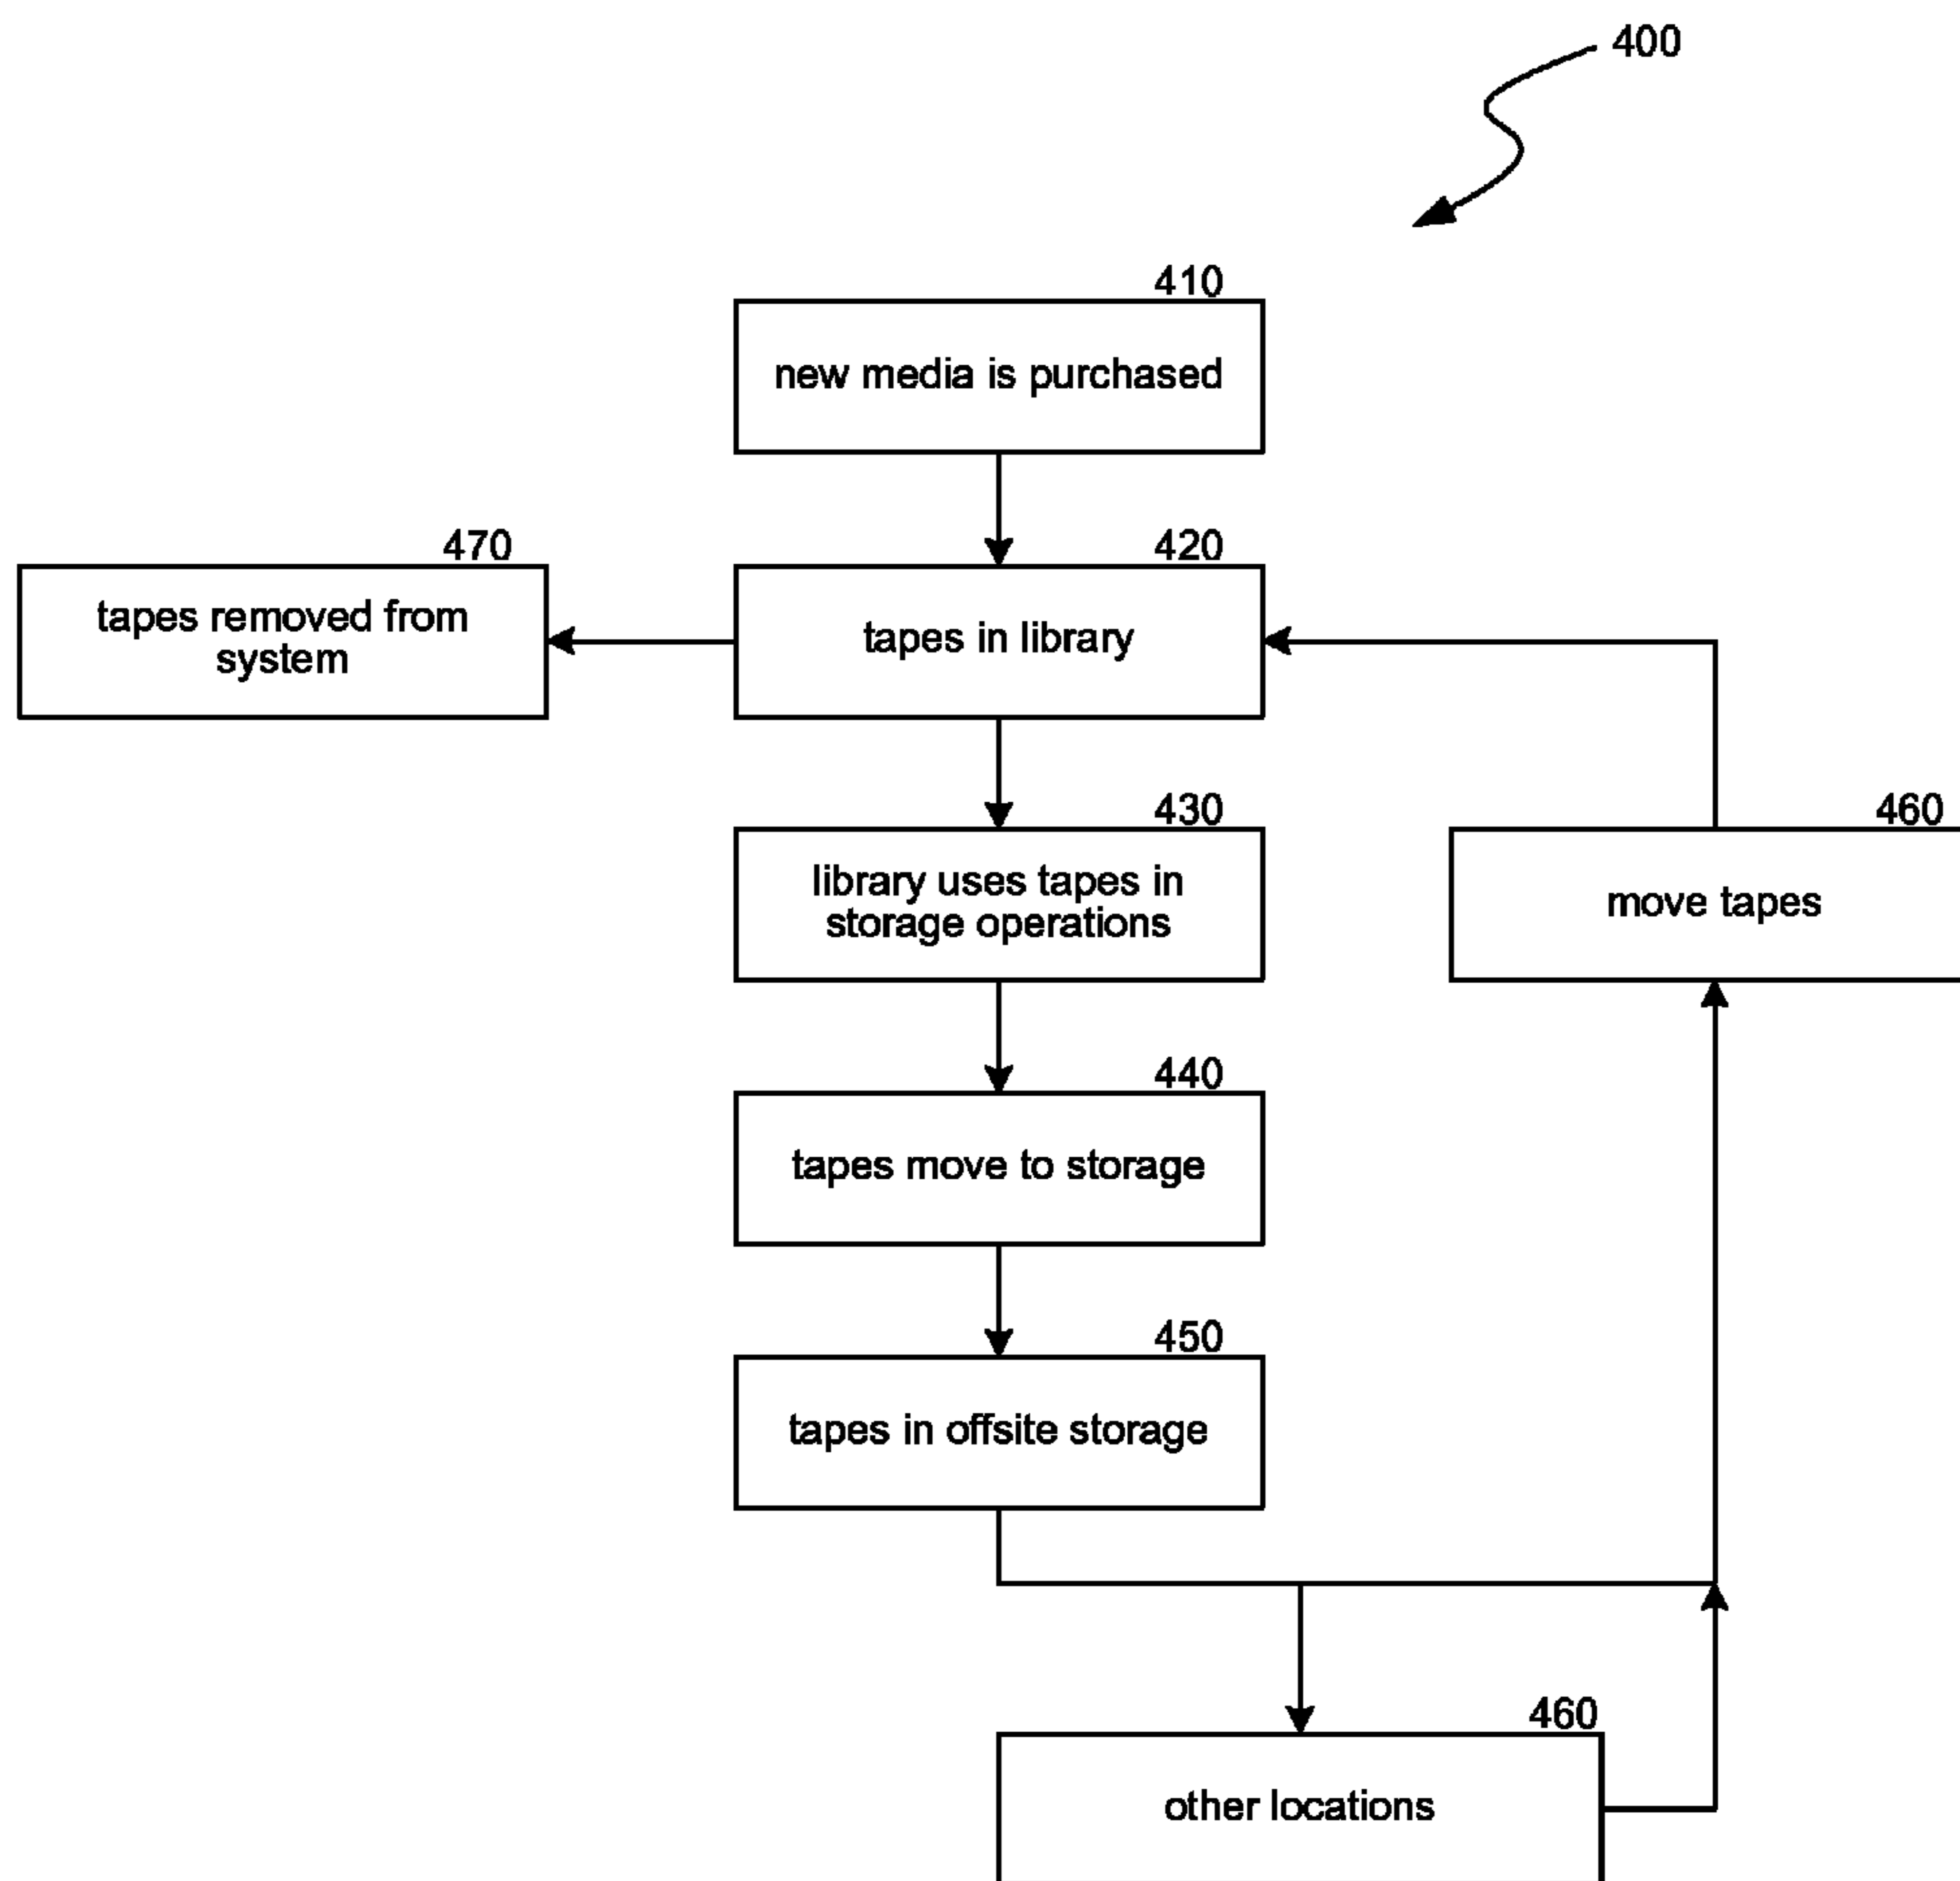 400
410
new media is purchased
470
tapes removed from
system
420
tapes in library
430
library uses tapes in
storage operations
460
move tapes
440
tapes move to storage
450
tapes in offsite storage
460
other locations